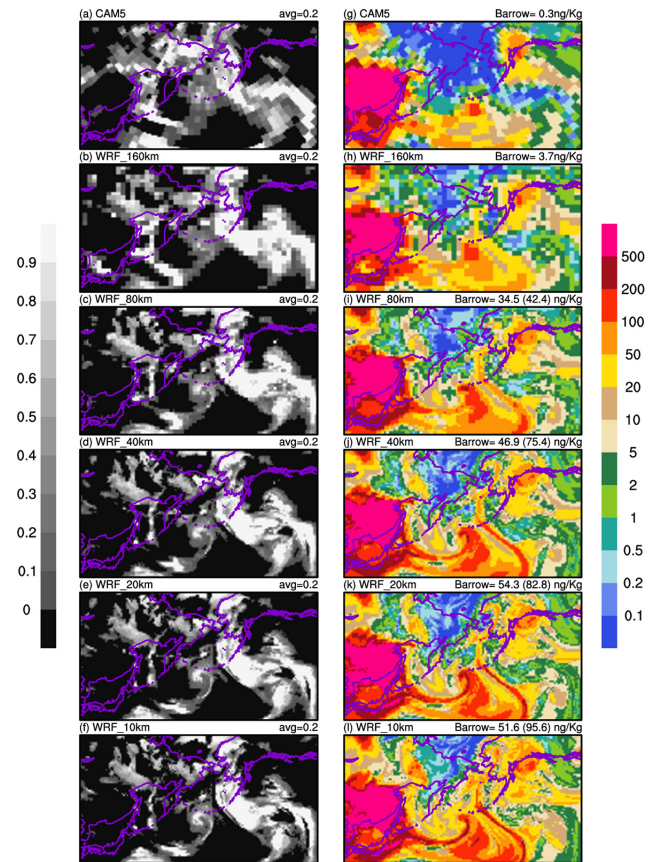 (a) CAM5 avg=0.2
(g) CAM5 Barrow= 0.3ng/Kg
(b) WRF_160km avg=0.2
(h) WRF_160km Barrow= 3.7ng/Kg
(c) WRF_80km avg=0.2
(i) WRF_80km Barrow= 34.5 (42.4) ng/Kg
(d) WRF_40km avg=0.2
(j) WRF_40km Barrow= 46.9 (75.4) ng/Kg
(e) WRF_20km avg=0.2
(k) WRF_20km Barrow= 54.3 (82.8) ng/Kg
(f) WRF_10km avg=0.2
(l) WRF_10km Barrow= 51.6 (95.6) ng/Kg
0.9
0.8
0.7
0.6
0.5
0.4
0.3
0.2
0.1
0
500
200
100
50
20
10
5
2
1
0.5
0.2
0.1